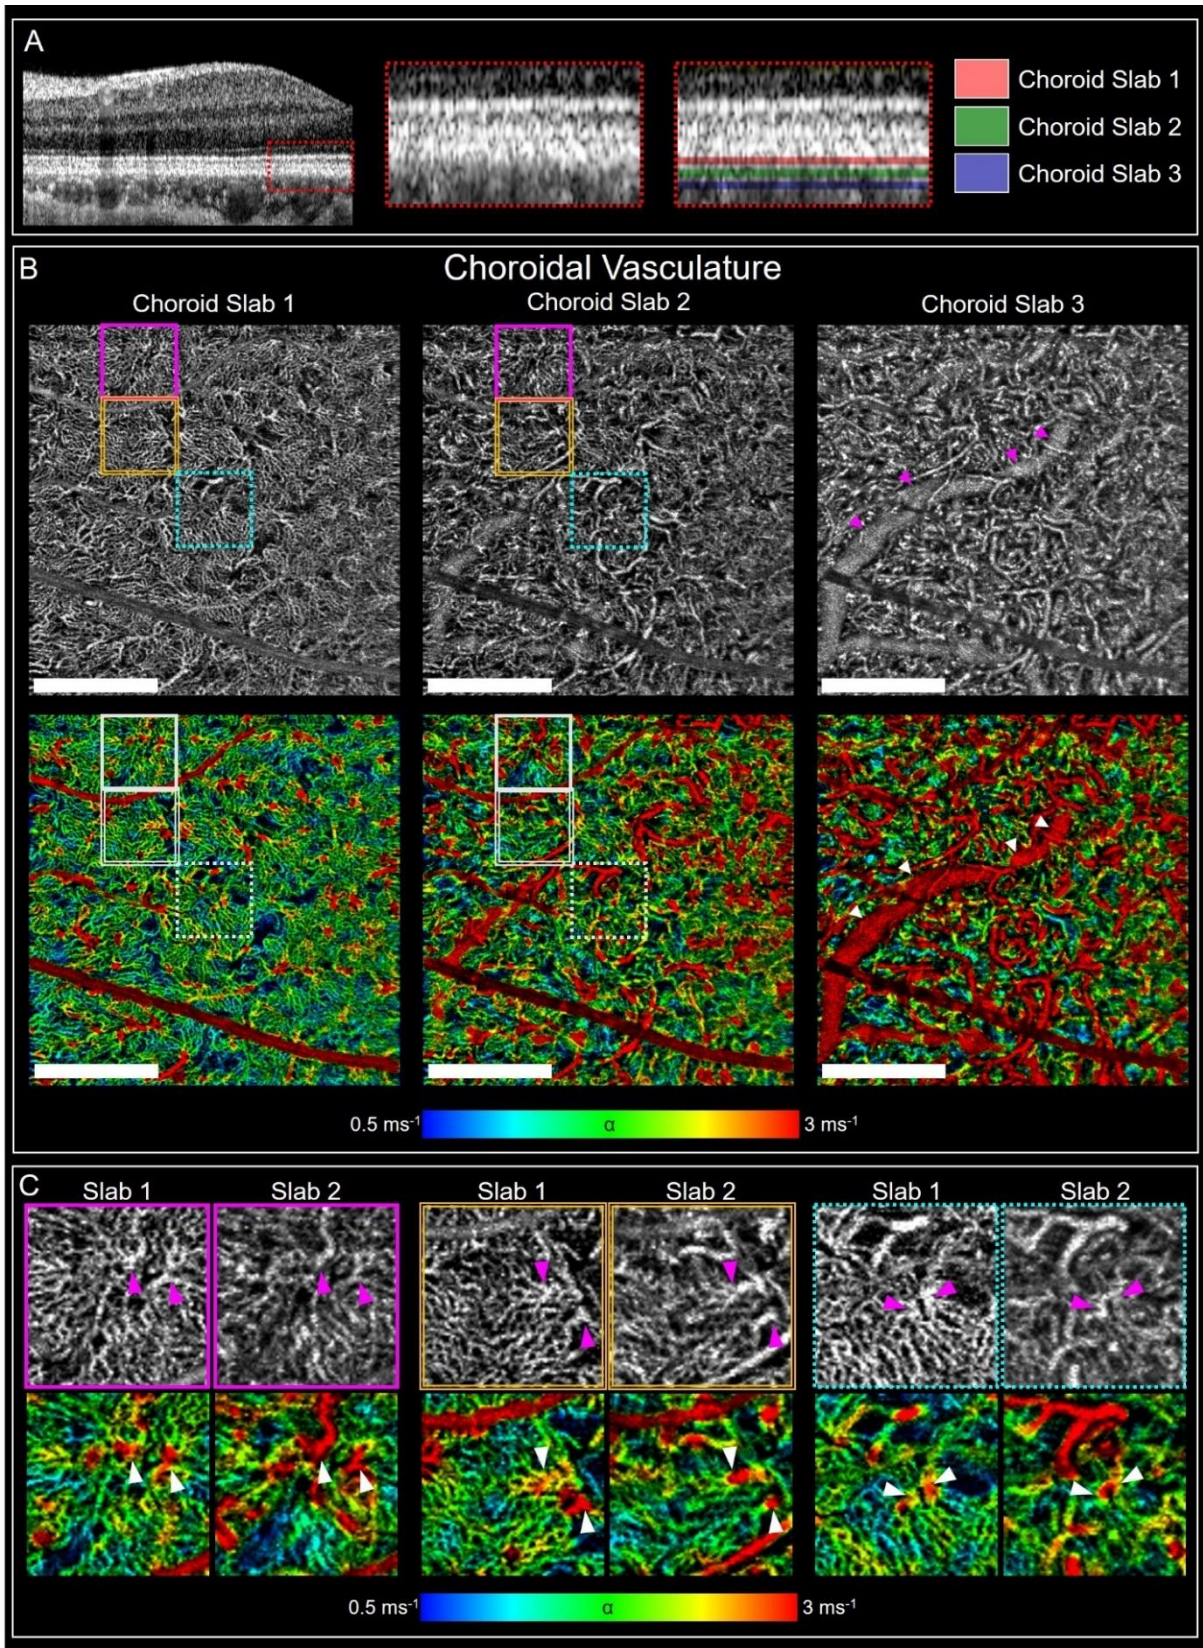 A
Choroid Slab 1
Choroid Slab 2
Choroid Slab 3
B
Choroidal Vasculature
Choroid Slab 1 Choroid Slab 2 Choroid Slab 3
0.5 ms⁻¹ α 3 ms⁻¹
C
Slab 1 Slab 2 Slab 1 Slab 2 Slab 1 Slab 2
0.5 ms⁻¹ α 3 ms⁻¹